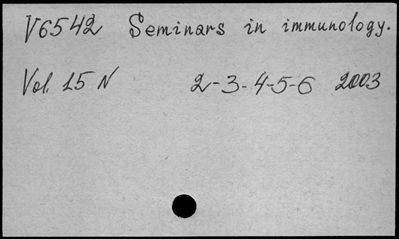 V6542 Seminars in immunology.
Vol. 15 N 2-3-4-5-6 2003